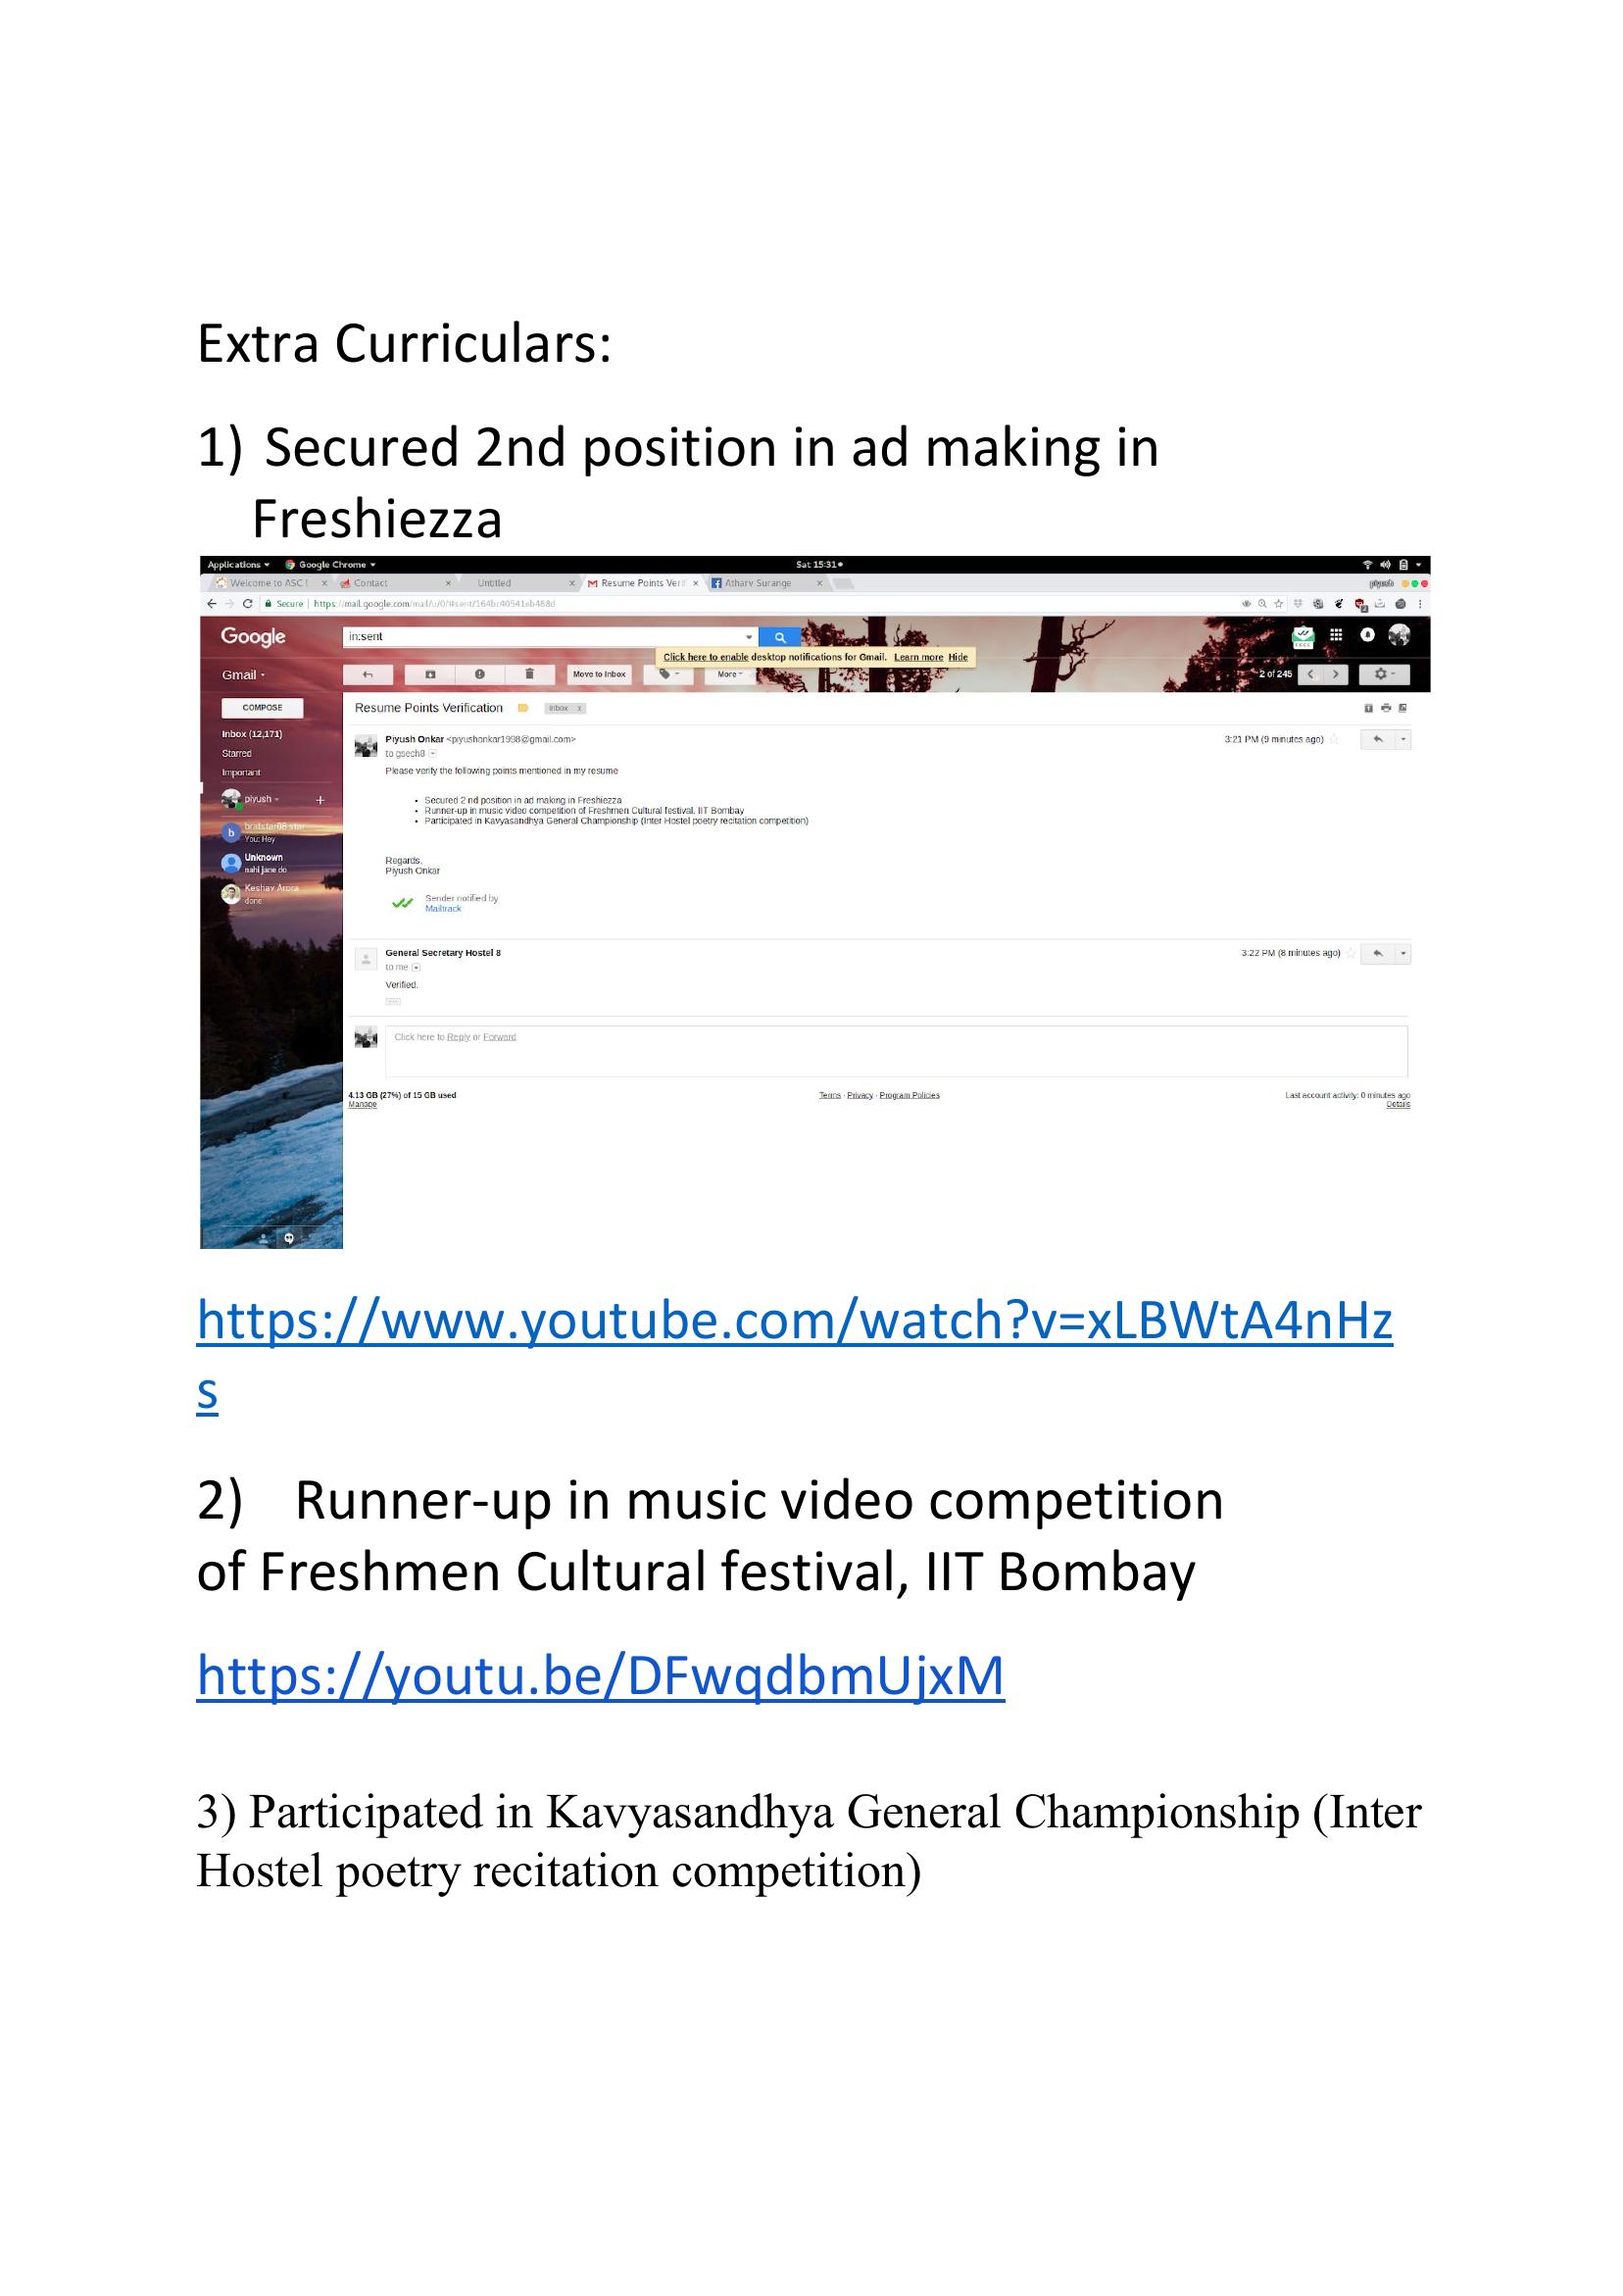 Extra Curriculars:
1) Secured 2nd position in ad making in
Freshiezza
Applications
Google Chrome
Sat 15:31
Welcome to ASC
Contact
Untitled
Resume Points Verif
Atharv Surange
piyush
Secure | https://mail.google.com/mail/u/0/#sent/164bc40541eb488d
Google
in:sent
Click here to enable desktop notifications for Gmail. Learn more Hide
Gmail
Move to Inbox
More
2 of 245
COMPOSE
Resume Points Verification
Inbox x
Inbox (12,171)
Starred
Important
piyush
You: Hey
Unknown
nahi jane do
Keshav Arora
done
Piyush Onkar <piyushonkar1998@gmail.com>
3:21 PM (9 minutes ago)
to gsech8
Please verify the following points mentioned in my resume
• Secured 2 nd position in ad making in Freshiezza
• Runner-up in music video competition of Freshmen Cultural festival, IIT Bombay
• Participated in Kavyasandhya General Championship (Inter Hostel poetry recitation competition)
Regards,
Piyush Onkar
Sender notified by
Mailtrack
General Secretary Hostel 8
3:22 PM (8 minutes ago)
to me
Verified.
Click here to Reply or Forward
4.13 GB (27%) of 15 GB used
Manage
Terms - Privacy - Program Policies
Last account activity: 0 minutes ago
Details
https://www.youtube.com/watch?v=xLBWtA4nHz
s
2) Runner-up in music video competition
of Freshmen Cultural festival, IIT Bombay
https://youtu.be/DFwqdbmUjxM
3) Participated in Kavyasandhya General Championship (Inter
Hostel poetry recitation competition)